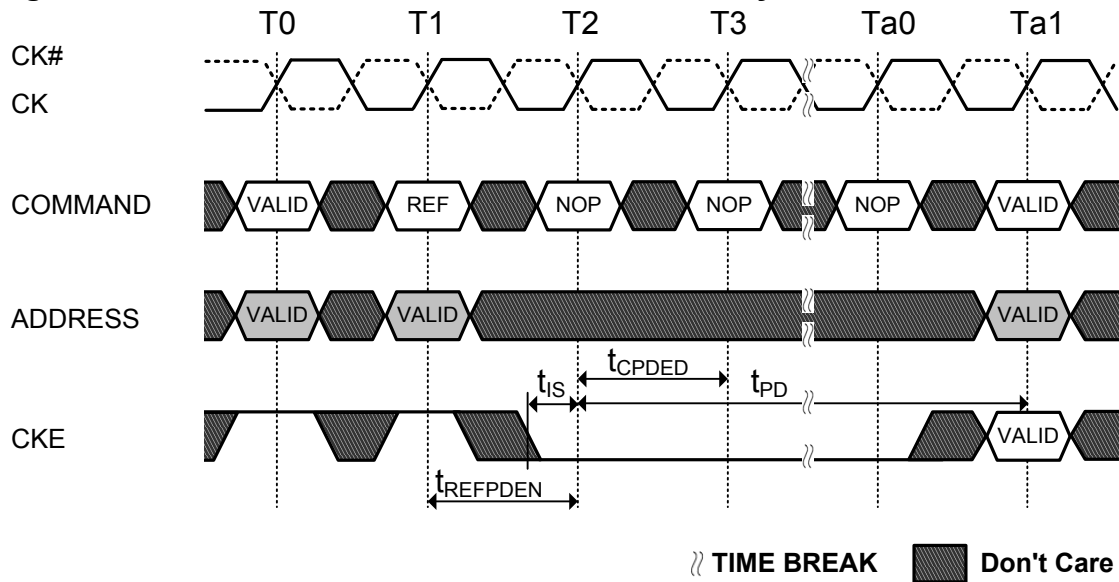 T0 T1 T2 T3 Ta0 Ta1
CK#
CK
COMMAND VALID REF NOP NOP NOP VALID
ADDRESS VALID VALID VALID
tCPDED
tIS tPD
CKE VALID
tREFPDEN
TIME BREAK Don't Care